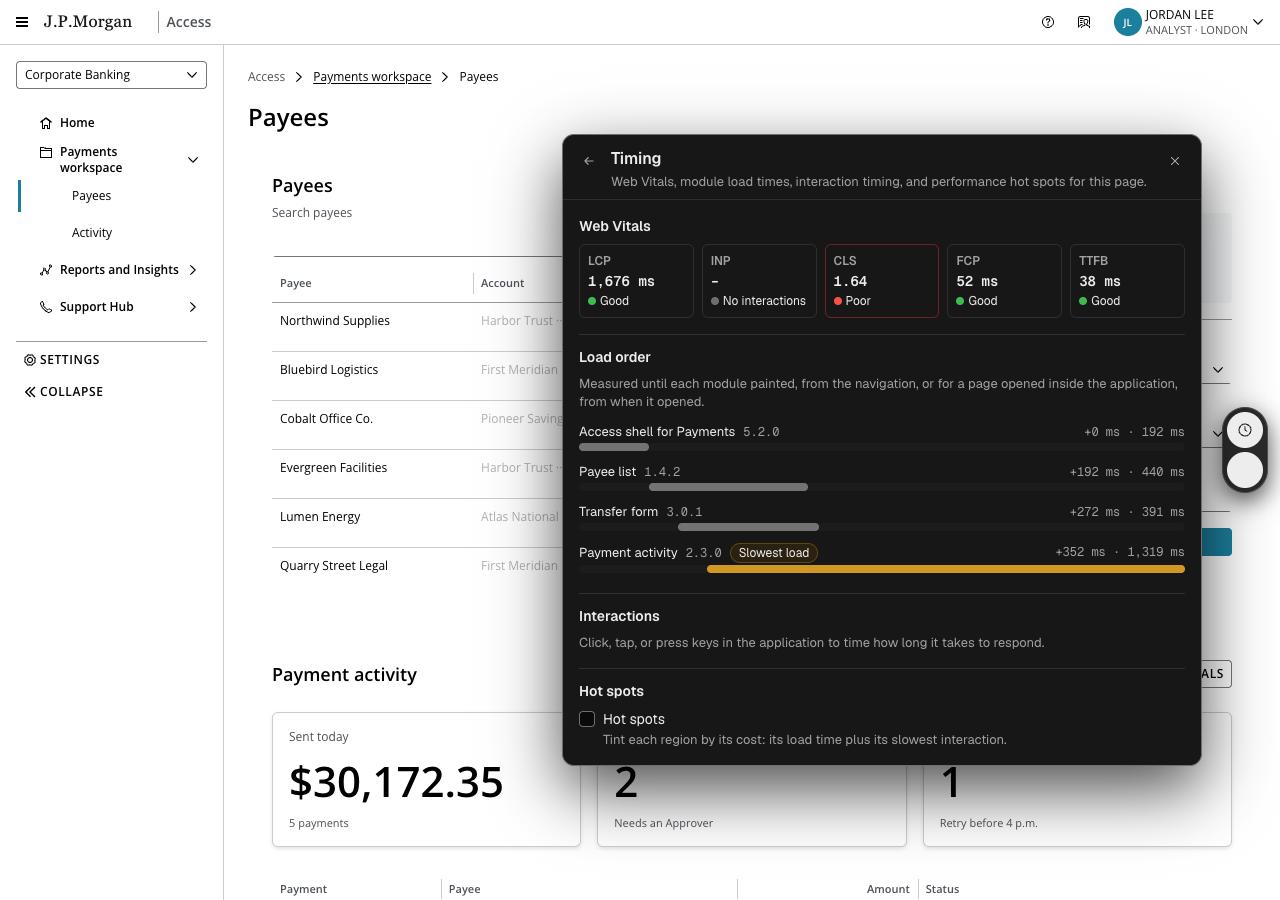 J.P.Morgan
Access
JL
JORDAN LEE
ANALYST · LONDON
Corporate Banking
Home
Payments
workspace
Payees
Activity
Reports and Insights
Support Hub
SETTINGS
COLLAPSE
Access
Payments workspace
Payees
Payees
Payees
Search payees
Payee
Account
Northwind Supplies
Harbor Trust
Bluebird Logistics
First Meridian
Cobalt Office Co.
Pioneer Saving
Evergreen Facilities
Harbor Trust
Lumen Energy
Atlas National
Quarry Street Legal
First Meridian
Timing
Web Vitals, module load times, interaction timing, and performance hot spots for this page.
Web Vitals
LCP
1,676 ms
Good
INP
–
No interactions
CLS
1.64
Poor
FCP
52 ms
Good
TTFB
38 ms
Good
Load order
Measured until each module painted, from the navigation, or for a page opened inside the application,
from when it opened.
Access shell for Payments 5.2.0
+0 ms · 192 ms
Payee list 1.4.2
+192 ms · 440 ms
Transfer form 3.0.1
+272 ms · 391 ms
Payment activity 2.3.0 Slowest load
+352 ms · 1,319 ms
Interactions
Click, tap, or press keys in the application to time how long it takes to respond.
Hot spots
Hot spots
Tint each region by its cost: its load time plus its slowest interaction.
Payment activity
ALS
Sent today
$30,172.35
5 payments
2
Needs an Approver
1
Retry before 4 p.m.
Payment
Payee
Amount
Status